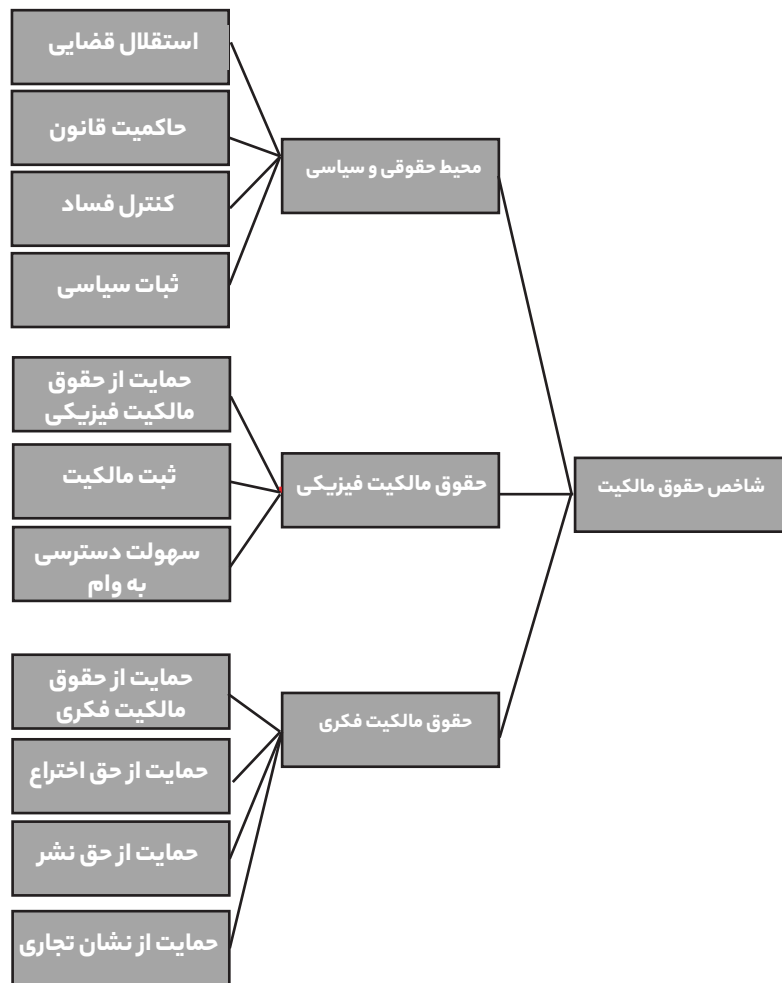 استقلال قضایی
حاکمیت قانون
کنترل فساد
ثبات سیاسی
محیط حقوقی و سیاسی
حمایت از حقوق
مالکیت فیزیکی
ثبت مالکیت
سهولت دسترسی
به وام
حقوق مالکیت فیزیکی
شاخص حقوق مالکیت
حمایت از حقوق
مالکیت فکری
حمایت از حق اختراع
حمایت از حق نشر
حمایت از نشان تجاری
حقوق مالکیت فکری